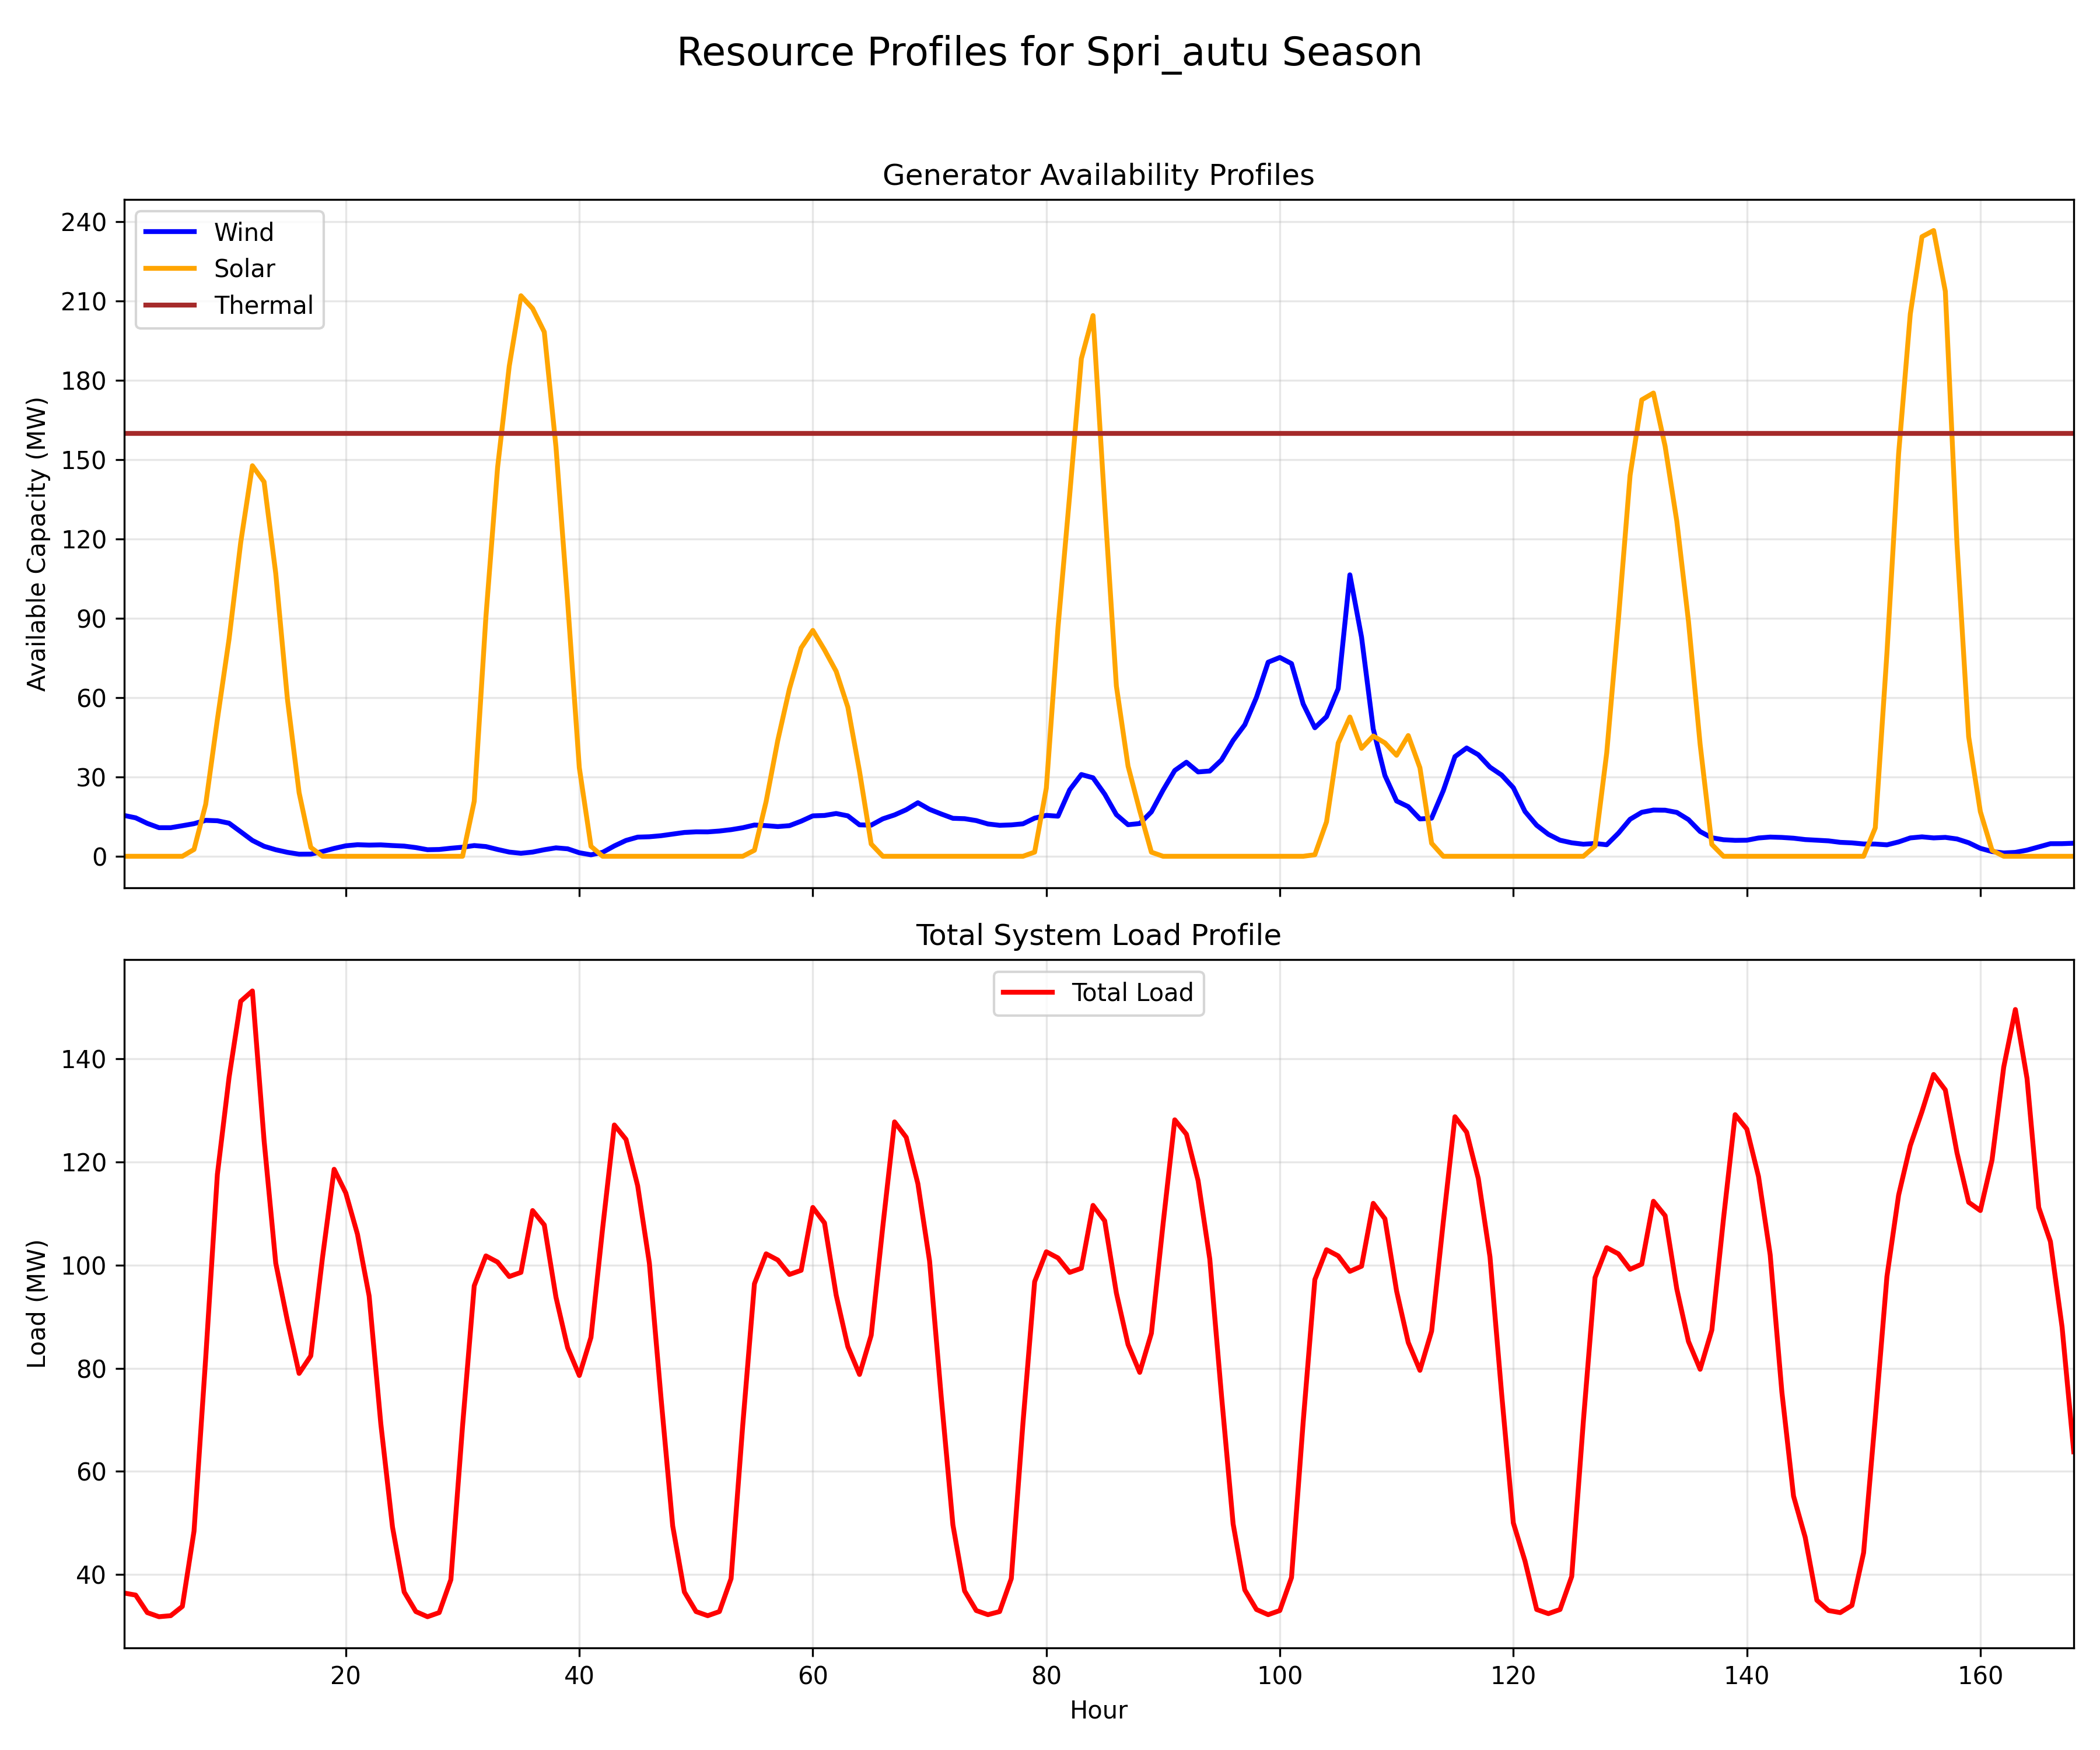 Resource Profiles for Spri_autu Season
Generator Availability Profiles
Available Capacity (MW)
240
210
180
150
120
90
60
30
0
Wind
Solar
Thermal
Total System Load Profile
Load (MW)
140
120
100
80
60
40
Total Load
20 40 60 80 100 120 140 160
Hour